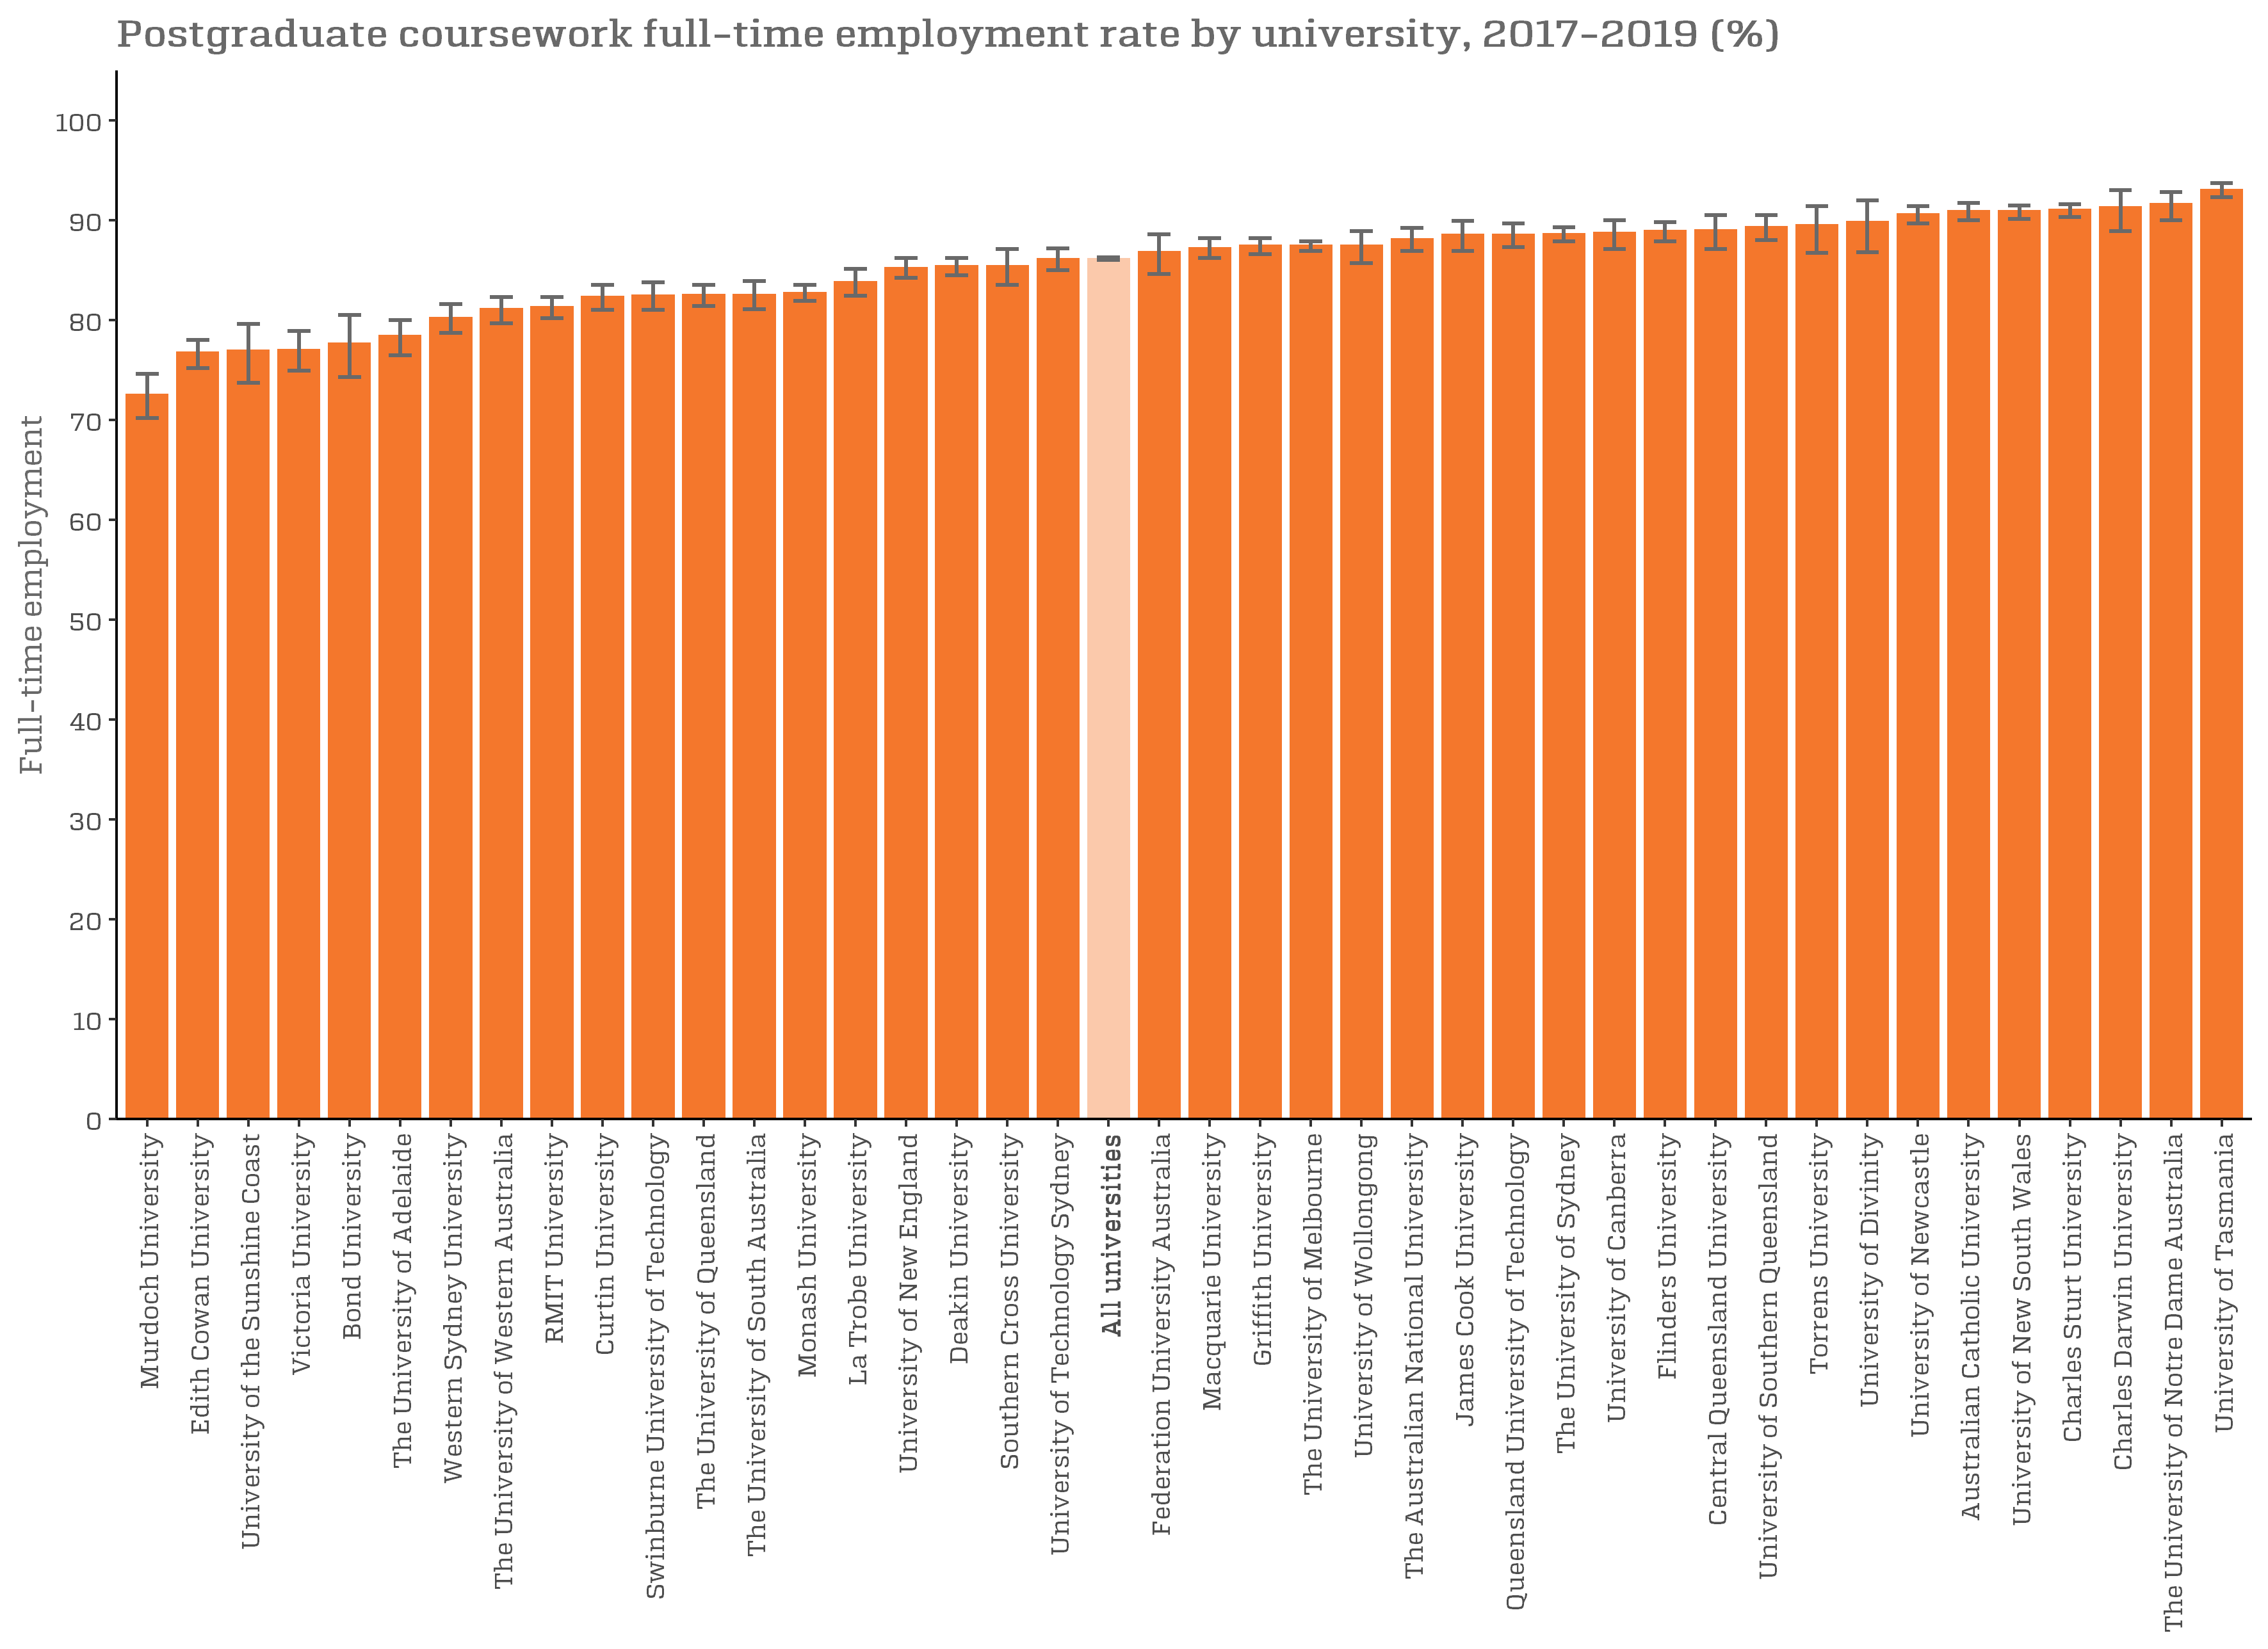 Postgraduate coursework full-time employment rate by university, 2017-2019 (%)
Full-time employment
100
90
80
70
60
50
40
30
20
10
0
Murdoch University
Edith Cowan University
University of the Sunshine Coast
Victoria University
Bond University
The University of Adelaide
Western Sydney University
The University of Western Australia
RMIT University
Curtin University
Swinburne University of Technology
The University of Queensland
The University of South Australia
Monash University
La Trobe University
University of New England
Deakin University
Southern Cross University
University of Technology Sydney
All universities
Federation University Australia
Macquarie University
Griffith University
The University of Melbourne
University of Wollongong
The Australian National University
James Cook University
Queensland University of Technology
The University of Sydney
University of Canberra
Flinders University
Central Queensland University
University of Southern Queensland
Torrens University
University of Divinity
University of Newcastle
Australian Catholic University
University of New South Wales
Charles Sturt University
Charles Darwin University
The University of Notre Dame Australia
University of Tasmania